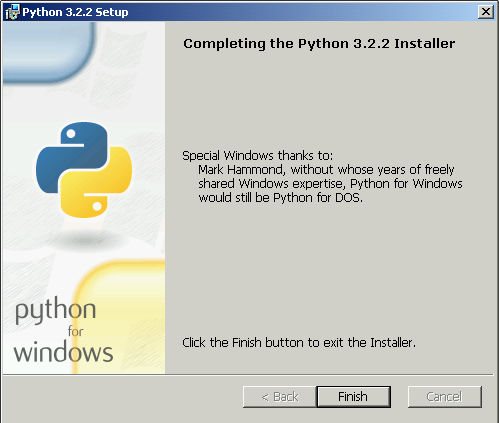 Python 3.2.2 Setup
Completing the Python 3.2.2 Installer
Special Windows thanks to:
Mark Hammond, without whose years of freely
shared Windows expertise, Python for Windows
would still be Python for DOS.
python
for
windows
Click the Finish button to exit the Installer.
< Back
Finish
Cancel